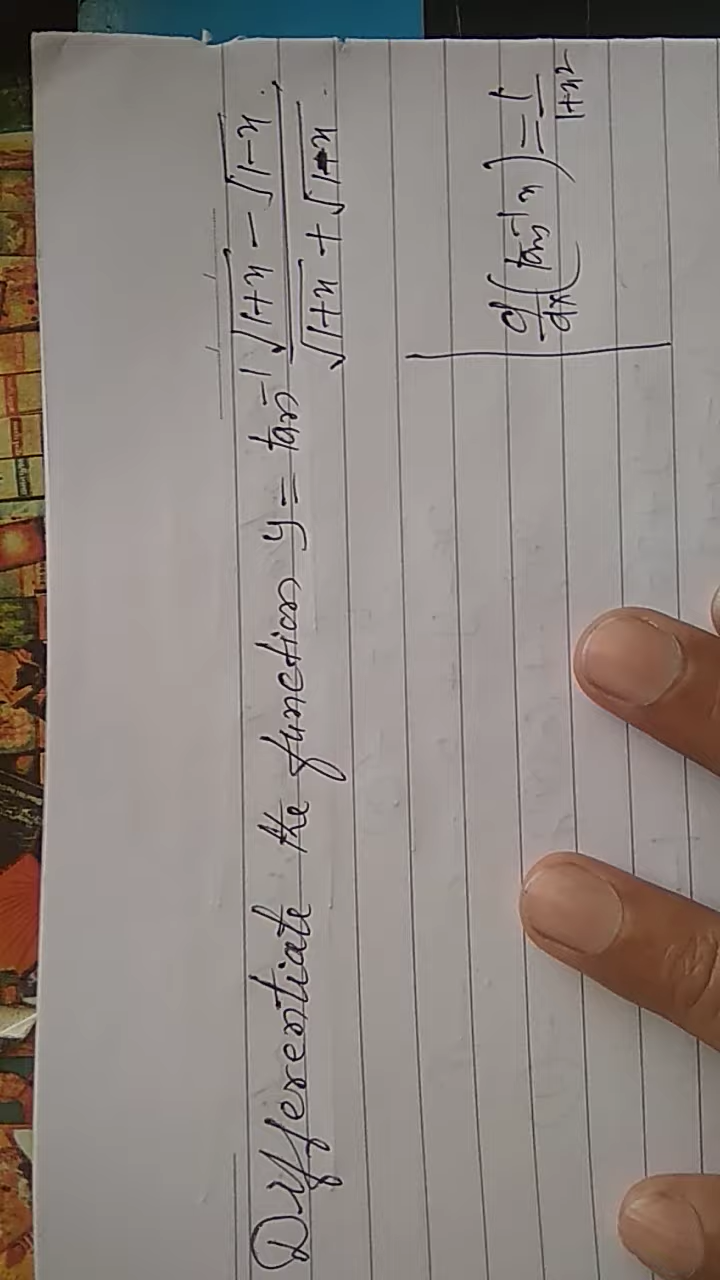 Differentiate the function y = tan⁻¹ (√(1+x) − √(1−x)) / (√(1+x) + √(1−x)).
d/dx (tan⁻¹ x) = 1/(1+x²)